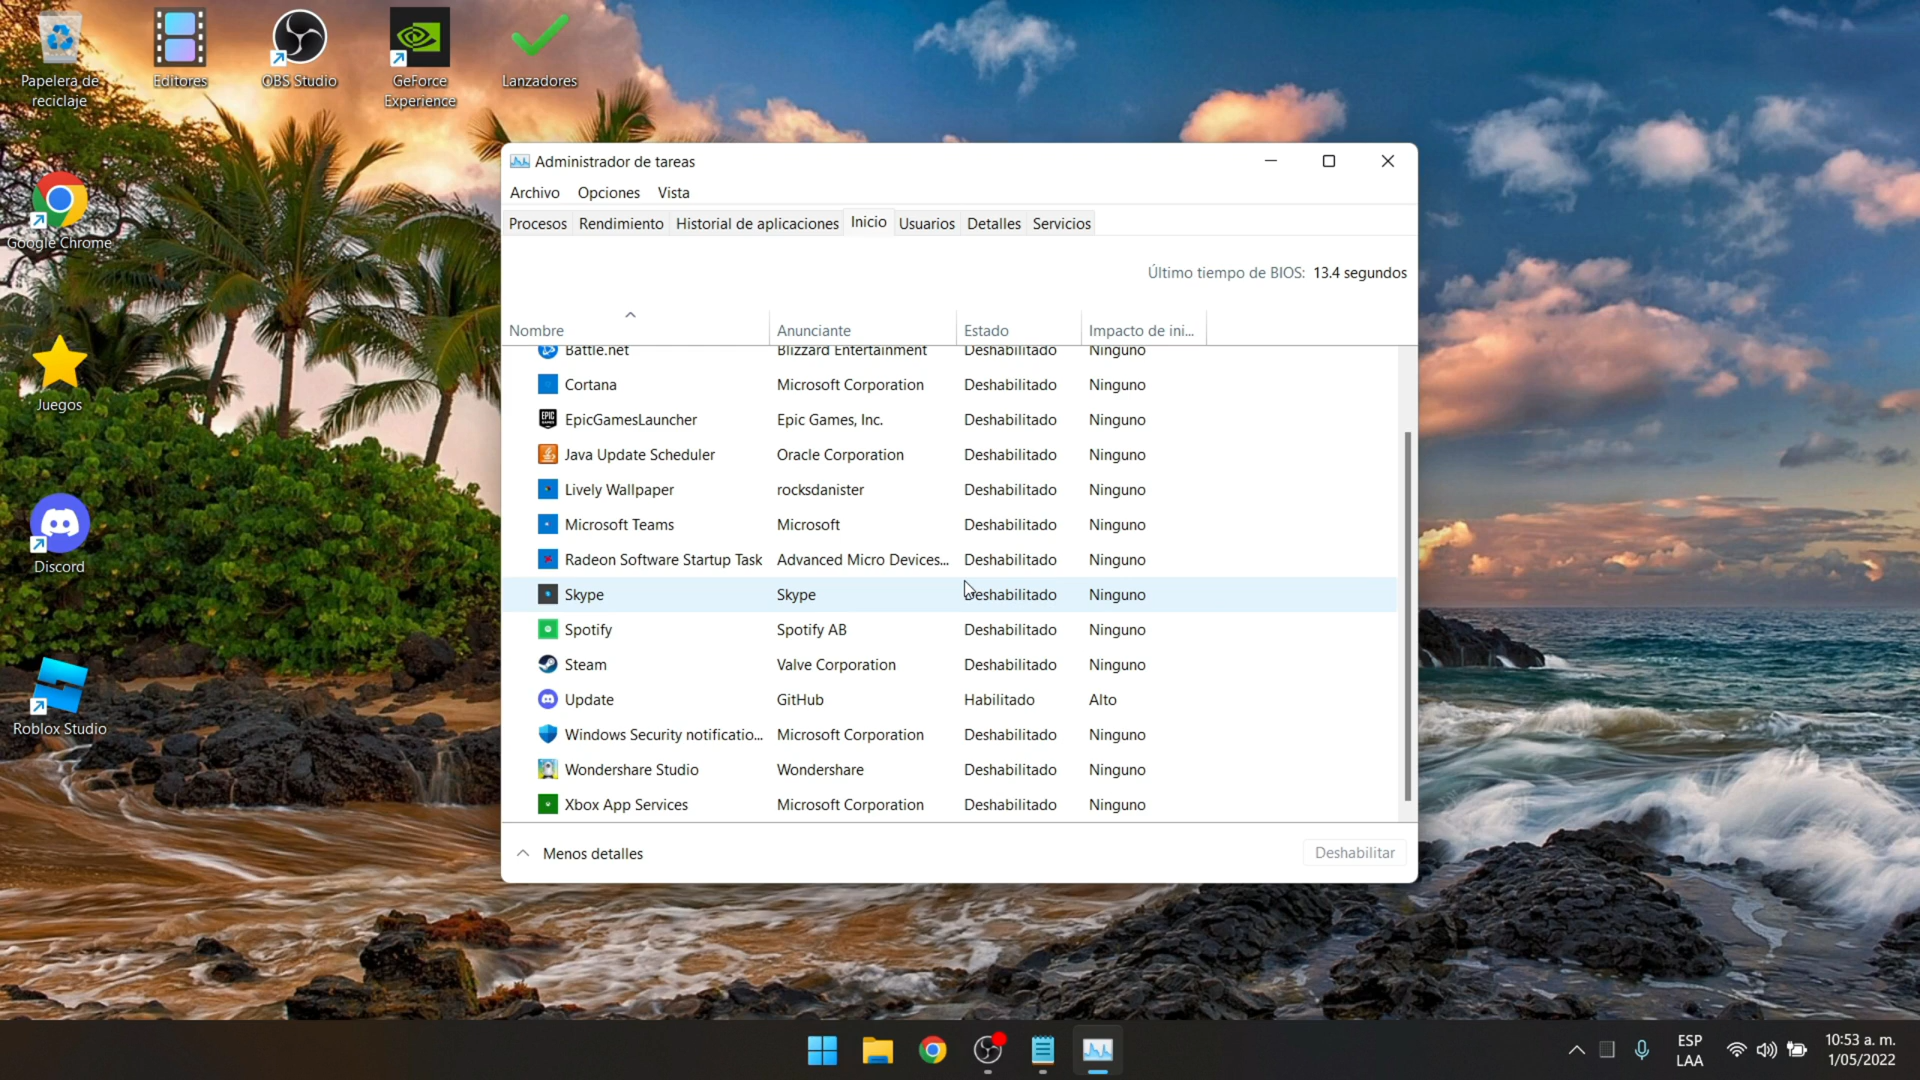 Papelera de
reciclaje
Editores
OBS Studio
GeForce
Experience
Lanzadores
Google Chrome
Juegos
Discord
Roblox Studio
Administrador de tareas
Archivo Opciones Vista
Procesos Rendimiento Historial de aplicaciones Inicio Usuarios Detalles Servicios
Último tiempo de BIOS: 13.4 segundos
Nombre Anunciante Estado Impacto de ini...
Battle.net Blizzard Entertainment Deshabilitado Ninguno
Cortana Microsoft Corporation Deshabilitado Ninguno
EPIC
GAMES
EpicGamesLauncher Epic Games, Inc. Deshabilitado Ninguno
Java Update Scheduler Oracle Corporation Deshabilitado Ninguno
Lively Wallpaper rocksdanister Deshabilitado Ninguno
Microsoft Teams Microsoft Deshabilitado Ninguno
Radeon Software Startup Task Advanced Micro Devices... Deshabilitado Ninguno
Skype Skype Deshabilitado Ninguno
Spotify Spotify AB Deshabilitado Ninguno
Steam Valve Corporation Deshabilitado Ninguno
Update GitHub Habilitado Alto
Windows Security notificatio... Microsoft Corporation Deshabilitado Ninguno
Wondershare Studio Wondershare Deshabilitado Ninguno
Xbox App Services Microsoft Corporation Deshabilitado Ninguno
Menos detalles Deshabilitar
ESP
LAA
10:53 a. m.
1/05/2022